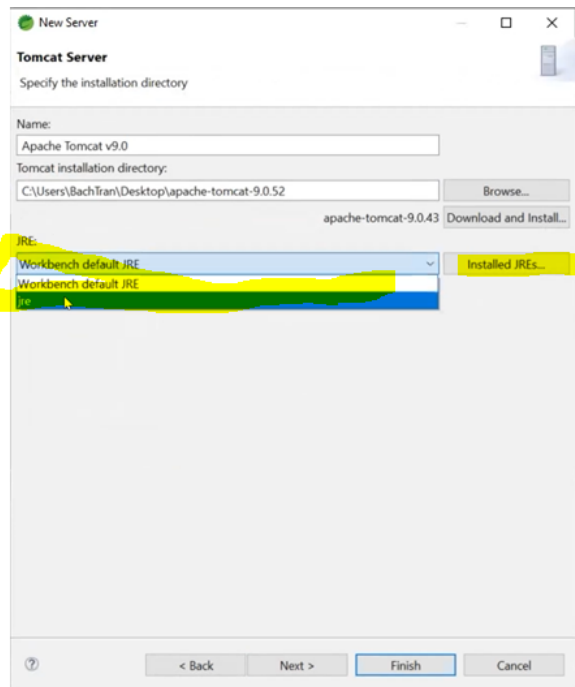 New Server
Tomcat Server
Specify the installation directory
Name:
Apache Tomcat v9.0
Tomcat installation directory:
C:\Users\BachTran\Desktop\apache-tomcat-9.0.52 Browse...
apache-tomcat-9.0.43 Download and Install...
JRE:
Workbench default JRE Installed JREs...
Workbench default JRE
jre
? < Back Next > Finish Cancel